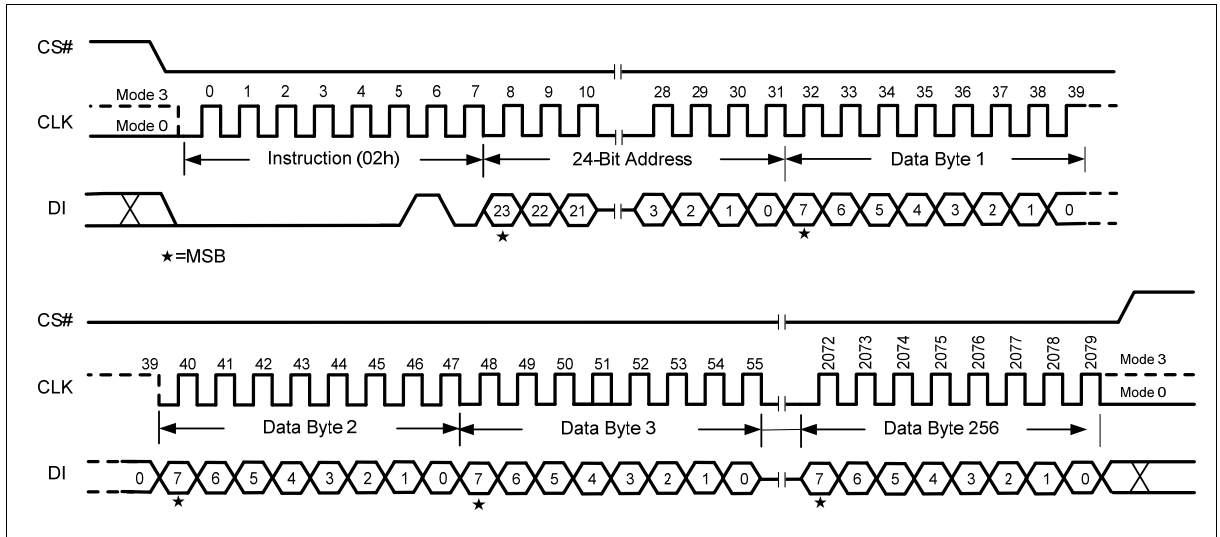 CS#
Mode 3
0 1 2 3 4 5 6 7 8 9 10 28 29 30 31 32 33 34 35 36 37 38 39
CLK
Mode 0
Instruction (02h) 24-Bit Address Data Byte 1
DI 23 22 21 3 2 1 0 7 6 5 4 3 2 1 0
★ ★
★=MSB
CS#
39 40 41 42 43 44 45 46 47 48 49 50 51 52 53 54 55 2072 2073 2074 2075 2076 2077 2078 2079
Mode 3
CLK
Mode 0
Data Byte 2 Data Byte 3 Data Byte 256
DI 0 7 6 5 4 3 2 1 0 7 6 5 4 3 2 1 0 7 6 5 4 3 2 1 0
★ ★ ★